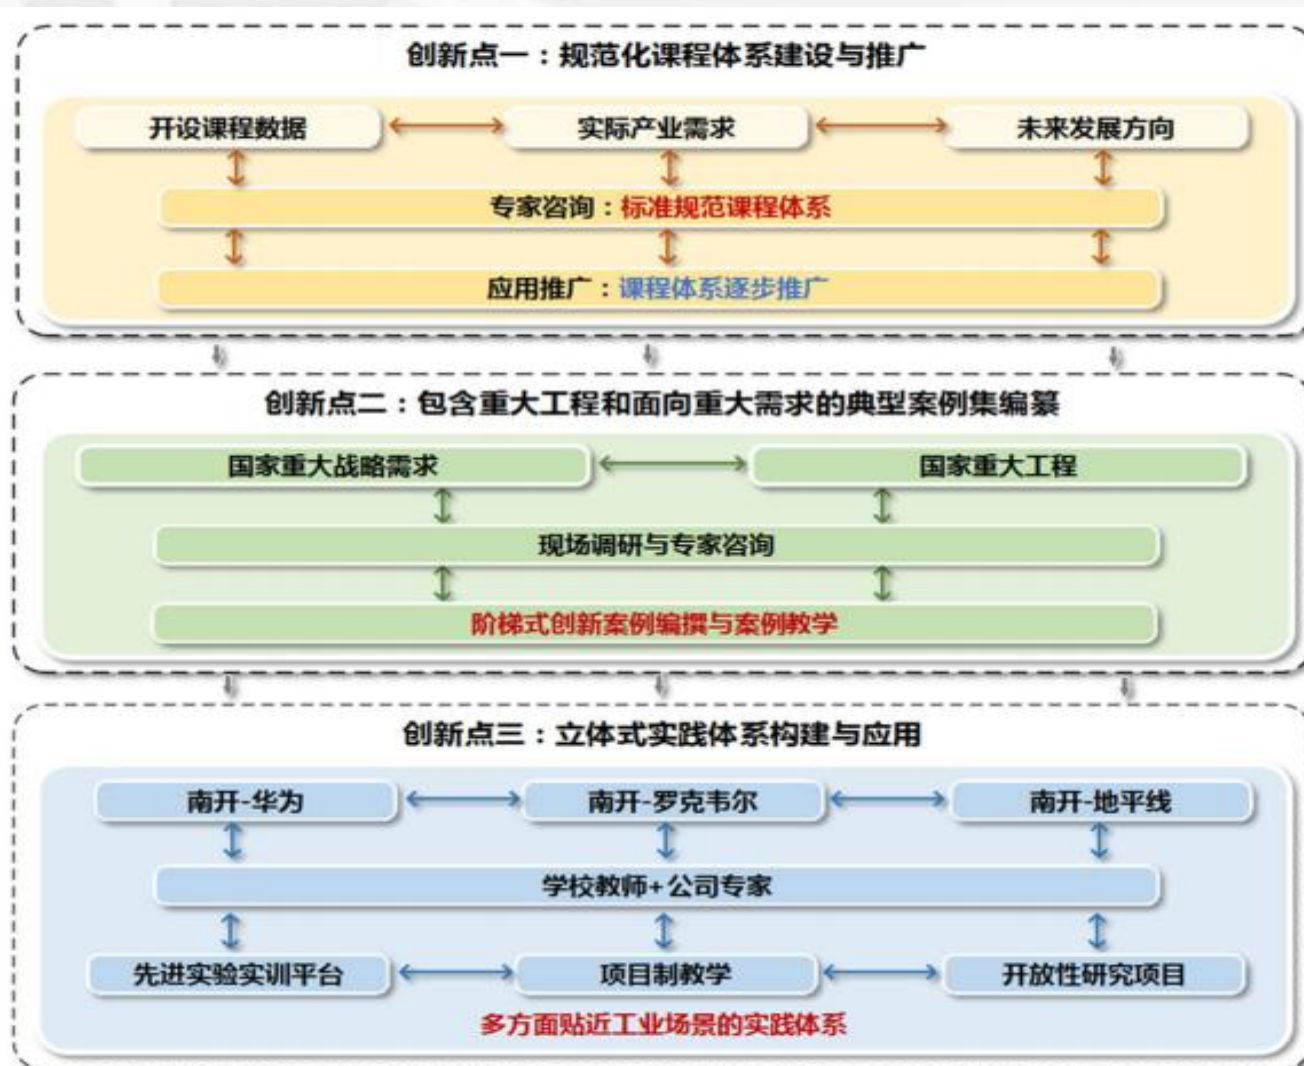 创新点一：规范化课程体系建设与推广
开设课程数据
实际产业需求
未来发展方向
专家咨询：标准规范课程体系
应用推广：课程体系逐步推广
创新点二：包含重大工程和面向重大需求的典型案例集编纂
国家重大战略需求
国家重大工程
现场调研与专家咨询
阶梯式创新案例编撰与案例教学
创新点三：立体式实践体系构建与应用
南开-华为
南开-罗克韦尔
南开-地平线
学校教师+公司专家
先进实验实训平台
项目制教学
开放性研究项目
多方面贴近工业场景的实践体系